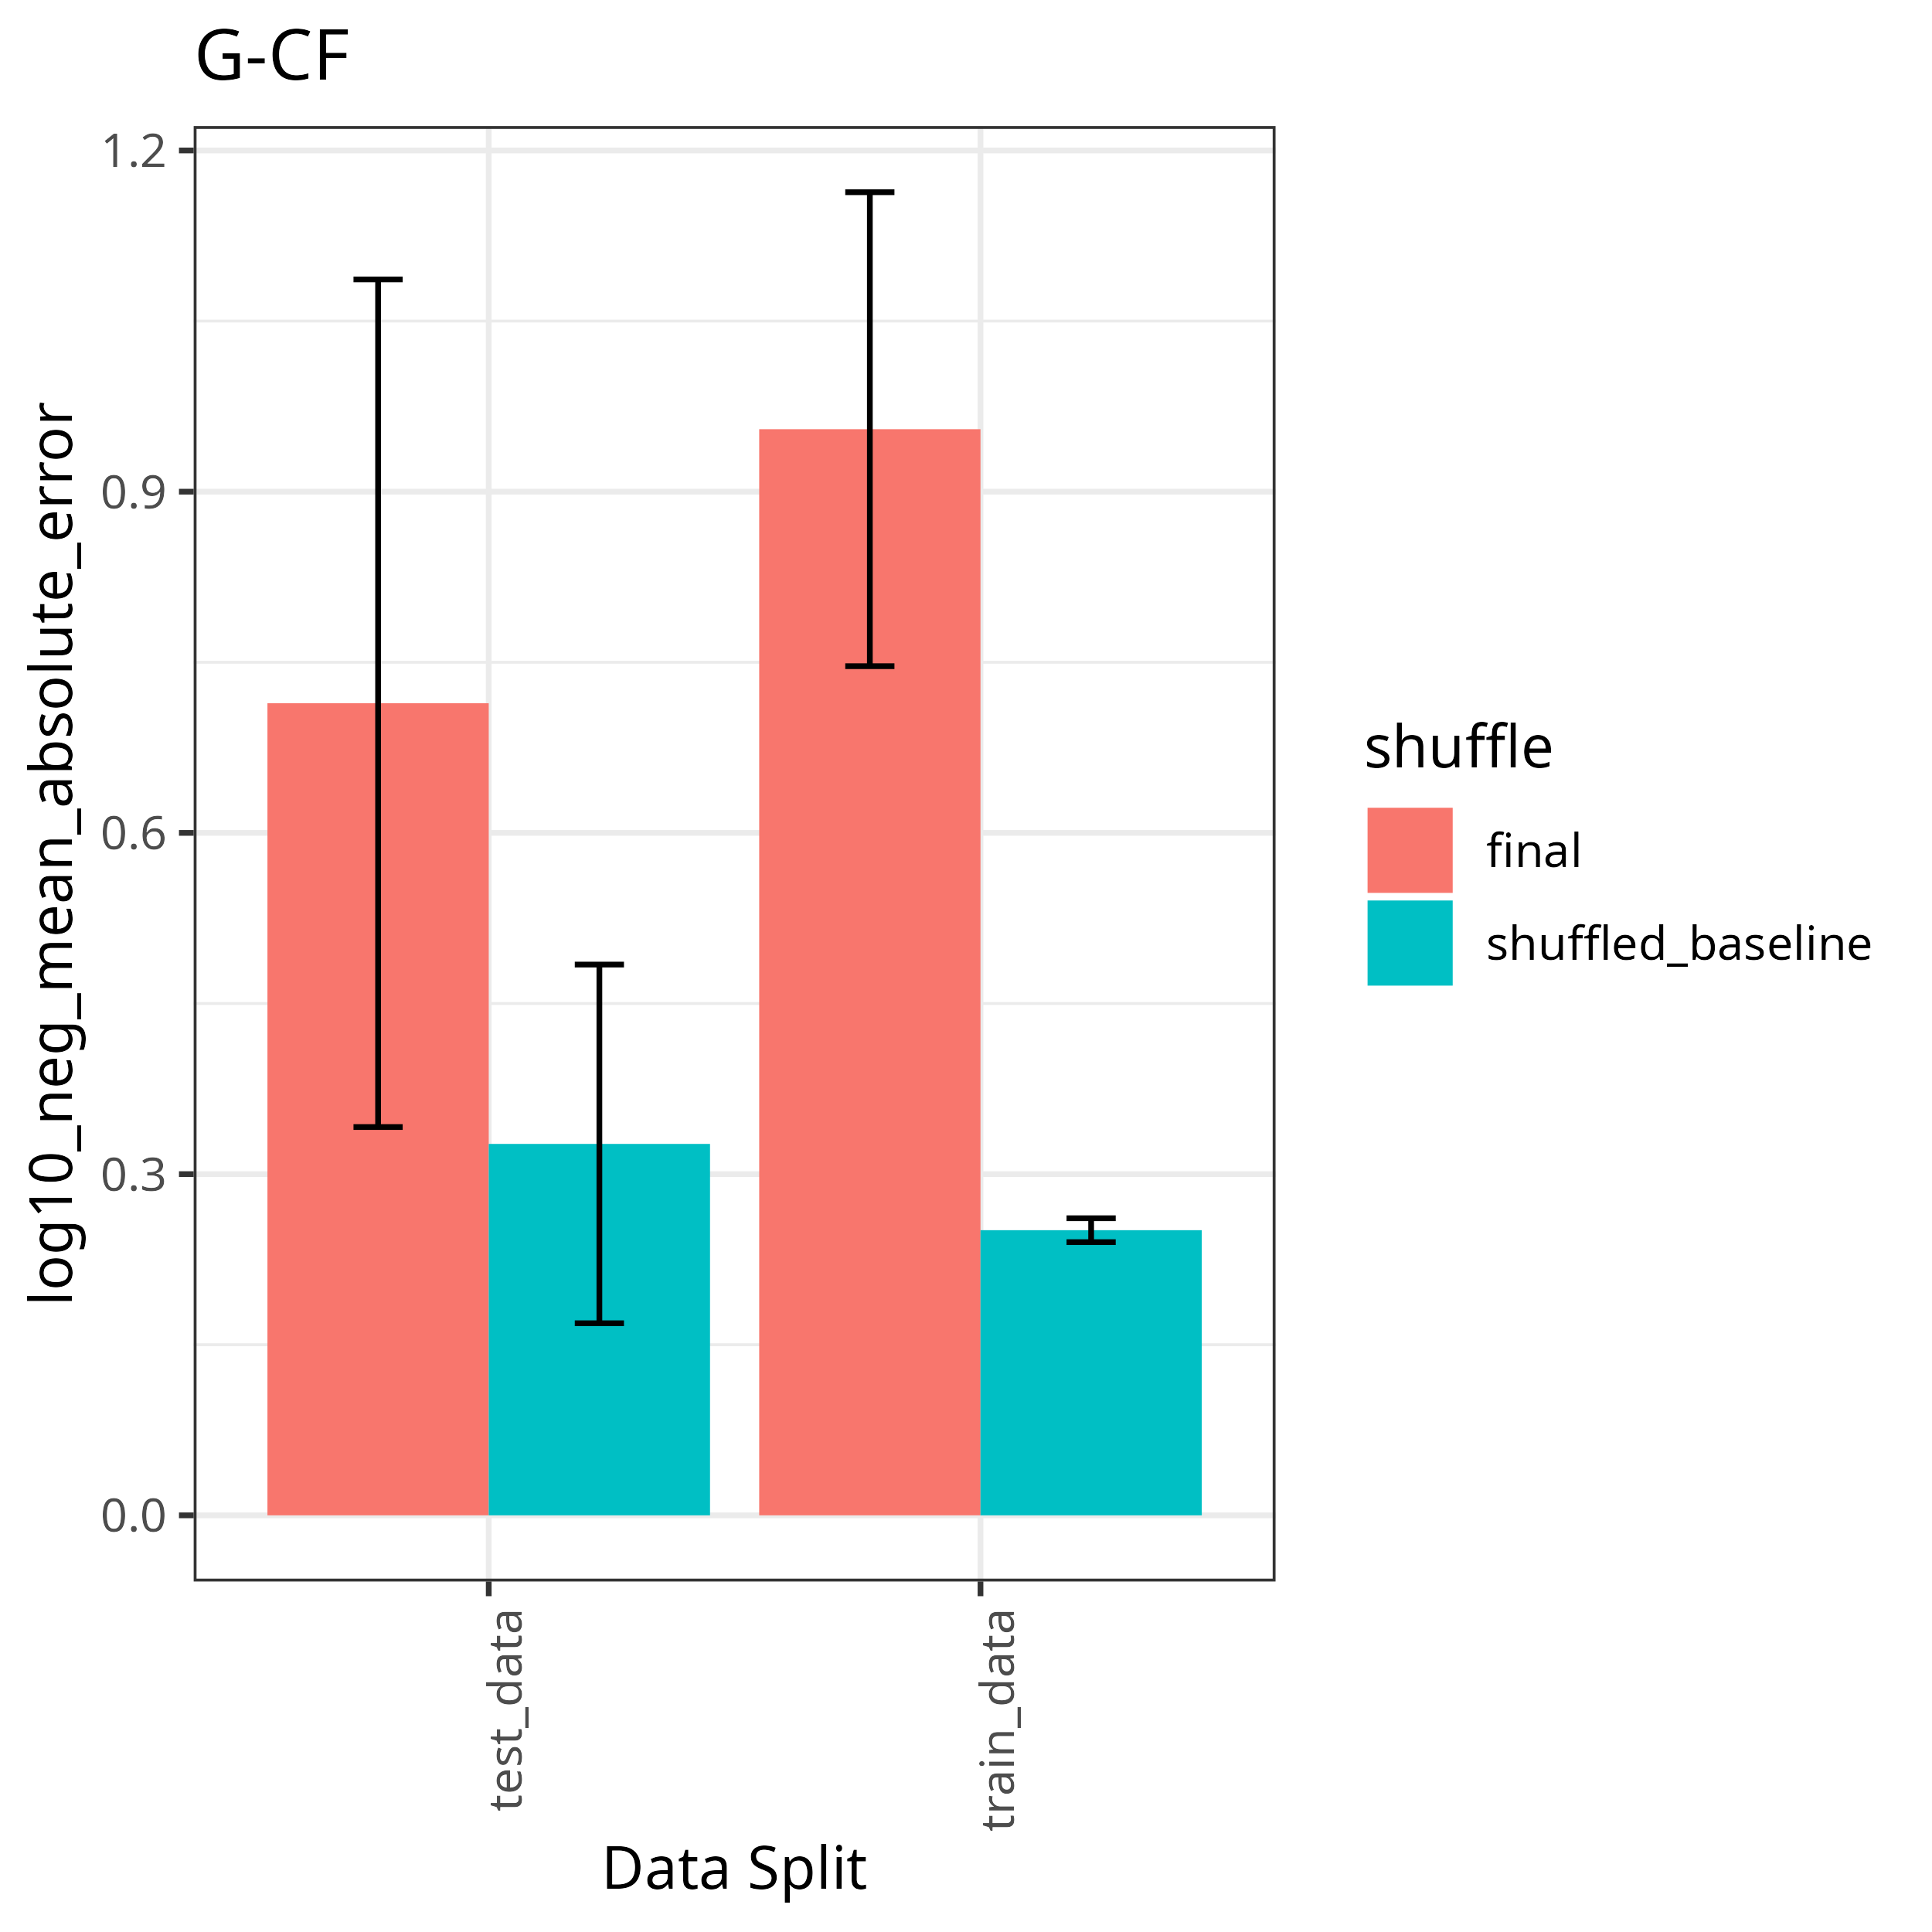 G-CF
log10_neg_mean_absolute_error
1.2
0.9
0.6
0.3
0.0
test_data
train_data
Data Split
shuffle
final
shuffled_baseline